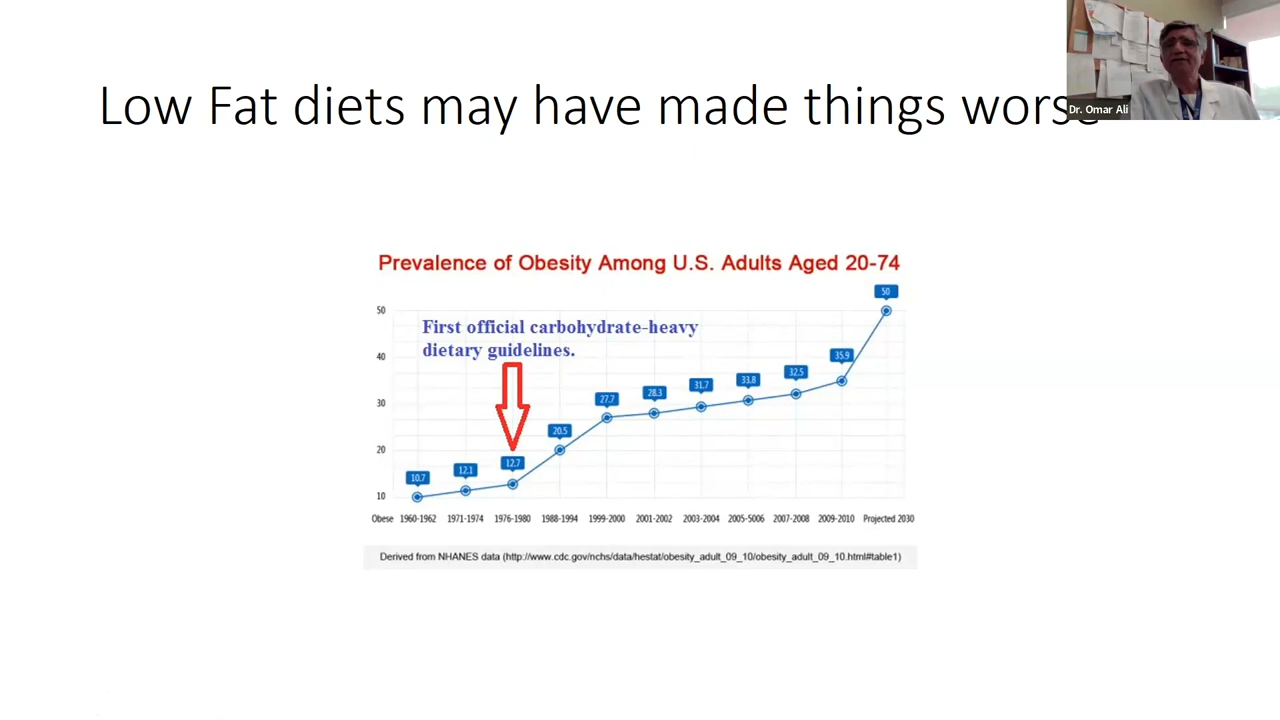 Low Fat diets may have made things worse
Dr. Omar Ali
Prevalence of Obesity Among U.S. Adults Aged 20-74
50
50
First official carbohydrate-heavy
dietary guidelines.
40
35.9
33.8
32.5
31.7
30
28.3
27.7
20.5
20
12.7
12.1
10.7
10
Obese 1960-1962 1971-1974 1976-1980 1988-1994 1999-2000 2001-2002 2003-2004 2005-5006 2007-2008 2009-2010 Projected 2030
Derived from NHANES data (http://www.cdc.gov/nchs/data/hestat/obesity_adult_09_10/obesity_adult_09_10.html#table1)